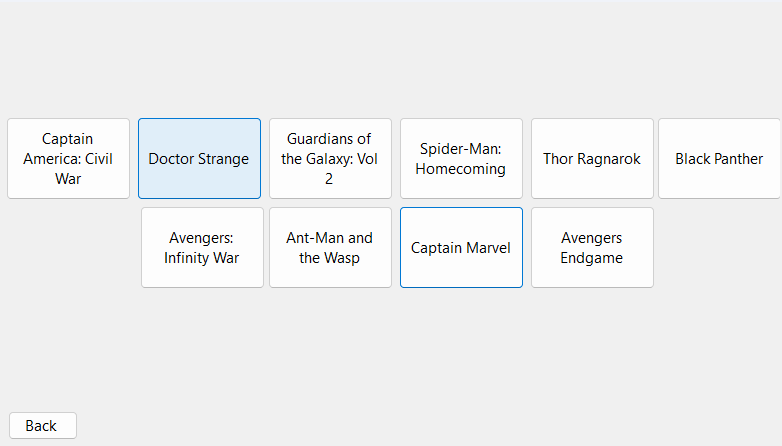 Captain
America: Civil
War
Doctor Strange
Guardians of
the Galaxy: Vol
2
Spider-Man:
Homecoming
Thor Ragnarok
Black Panther
Avengers:
Infinity War
Ant-Man and
the Wasp
Captain Marvel
Avengers
Endgame
Back